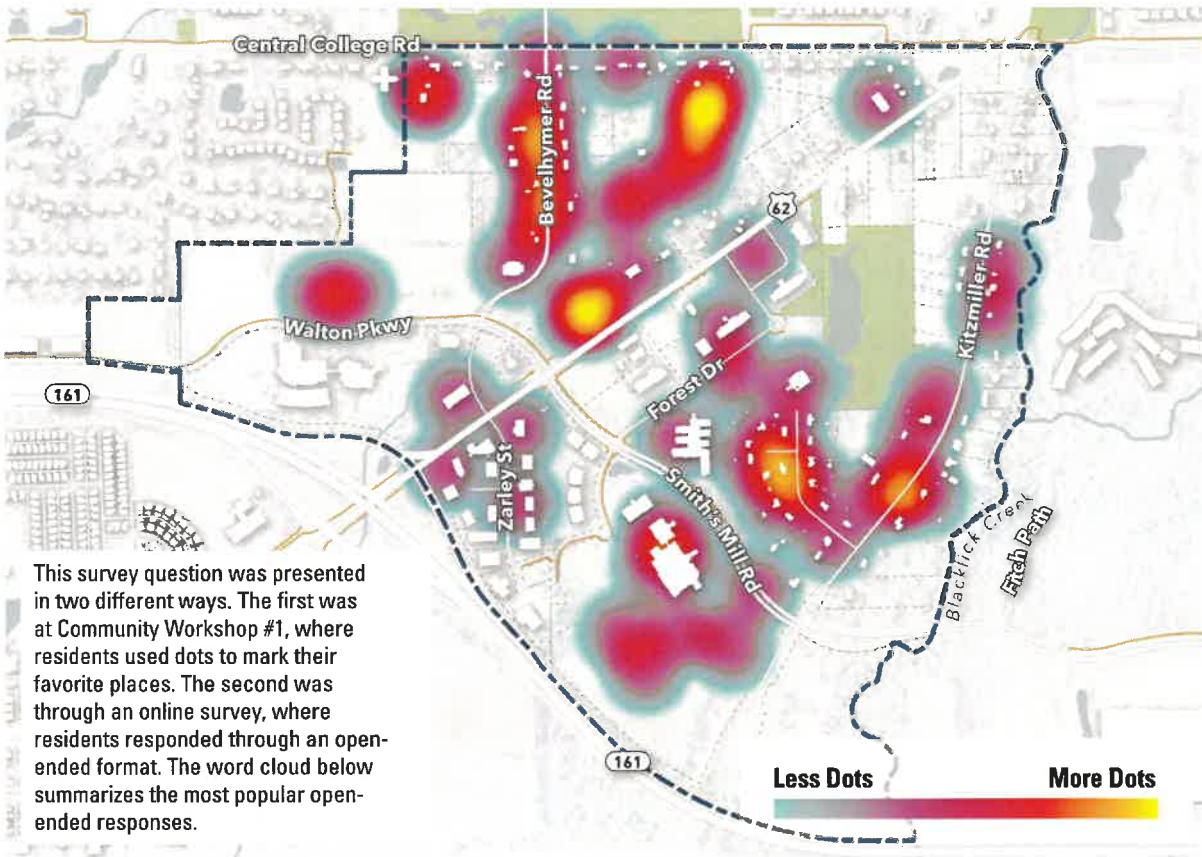 Central College Rd
Bevelhymer Rd
62
Kitzmiller Rd
Walton Pkwy
161
Forest Dr
Zarley St
Smith's Mill Rd
Blacklick Creek
Fitch Path
This survey question was presented
in two different ways. The first was
at Community Workshop #1, where
residents used dots to mark their
favorite places. The second was
through an online survey, where
residents responded through an open-
ended format. The word cloud below
summarizes the most popular open-
ended responses.
161
Less Dots
More Dots